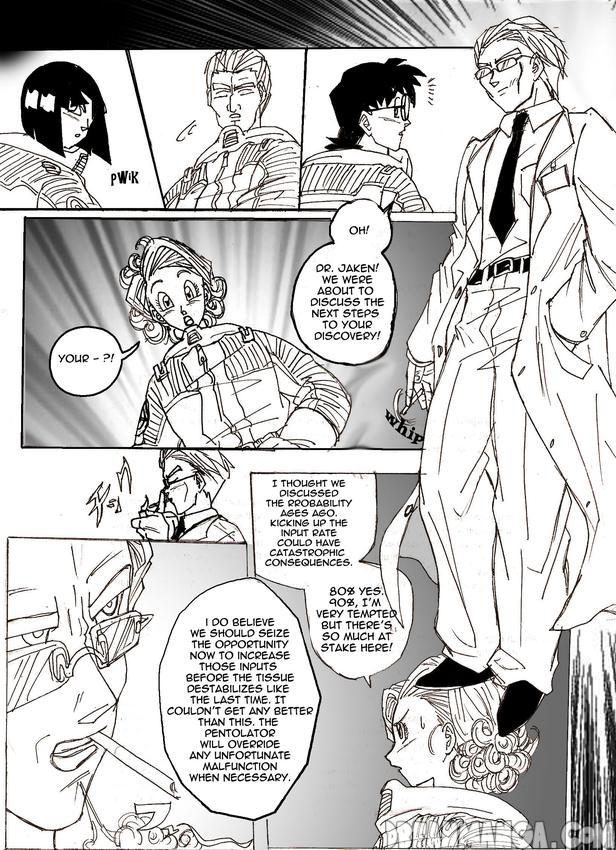 PWIK
OH!
DR. JAKEN!
WE WERE
ABOUT TO
DISCUSS THE
NEXT STEPS
TO YOUR
DISCOVERY!
YOUR - ?!
whip
I THOUGHT WE
DISCUSSED
THE PROBABILITY
AGES AGO.
KICKING UP THE
INPUT RATE
COULD HAVE
CATASTROPHIC
CONSEQUENCES.
80% YES.
90%, I'M
VERY TEMPTED
BUT THERE'S
SO MUCH AT
STAKE HERE!
I DO BELIEVE
WE SHOULD SEIZE
THE OPPORTUNITY
NOW TO INCREASE
THOSE INPUTS
BEFORE THE TISSUE
DESTABILIZES LIKE
THE LAST TIME. IT
COULDN'T GET ANY BETTER
THAN THIS. THE
PENTOLATOR
WILL OVERRIDE
ANY UNFORTUNATE
MALFUNCTION
WHEN NECESSARY.